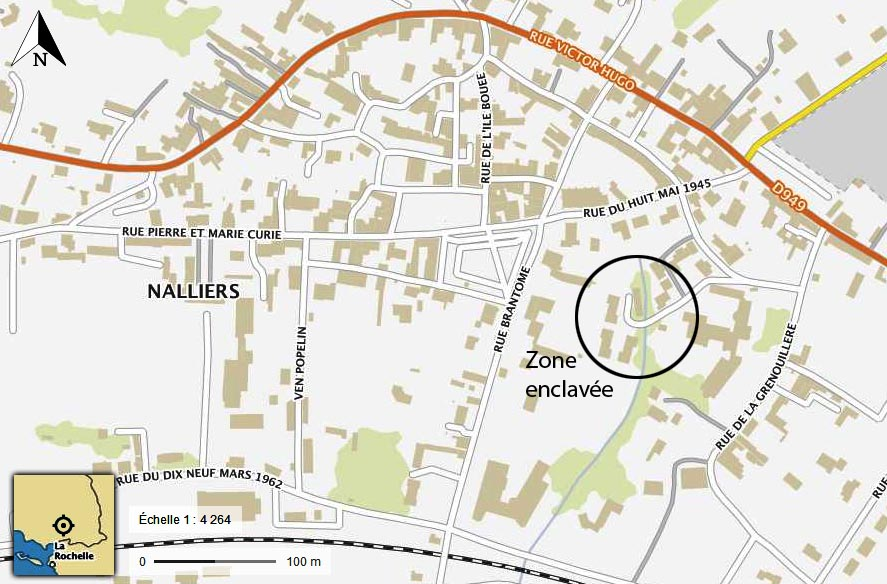 N
RUE VICTOR HUGO
RUE DE L'ILE BOUEE
RUE DU HUIT MAI 1945
D949
RUE PIERRE ET MARIE CURIE
NALLIERS
RUE BRANTOME
VEN POPELIN
Zone
enclavée
RUE DE LA GRENOUILLERE
RUE DU DIX NEUF MARS 1962
RUE
La
Rochelle
Échelle 1 : 4 264
0 100 m